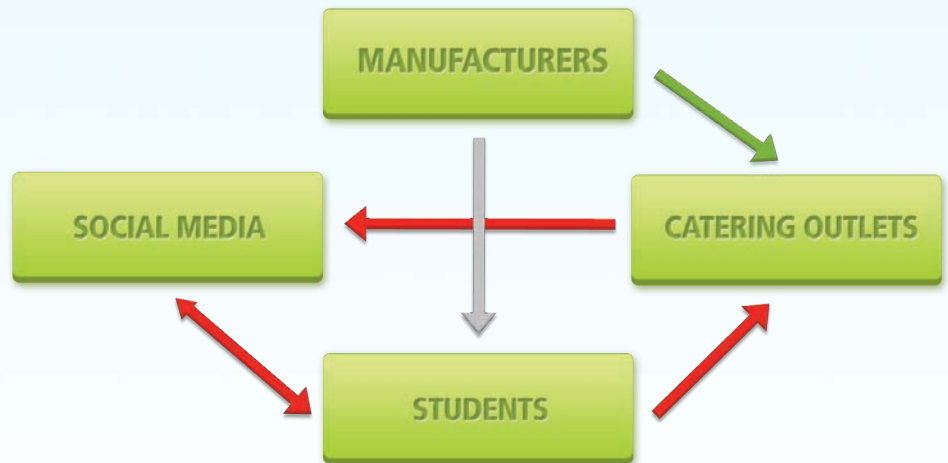 MANUFACTURERS
SOCIAL MEDIA
CATERING OUTLETS
STUDENTS